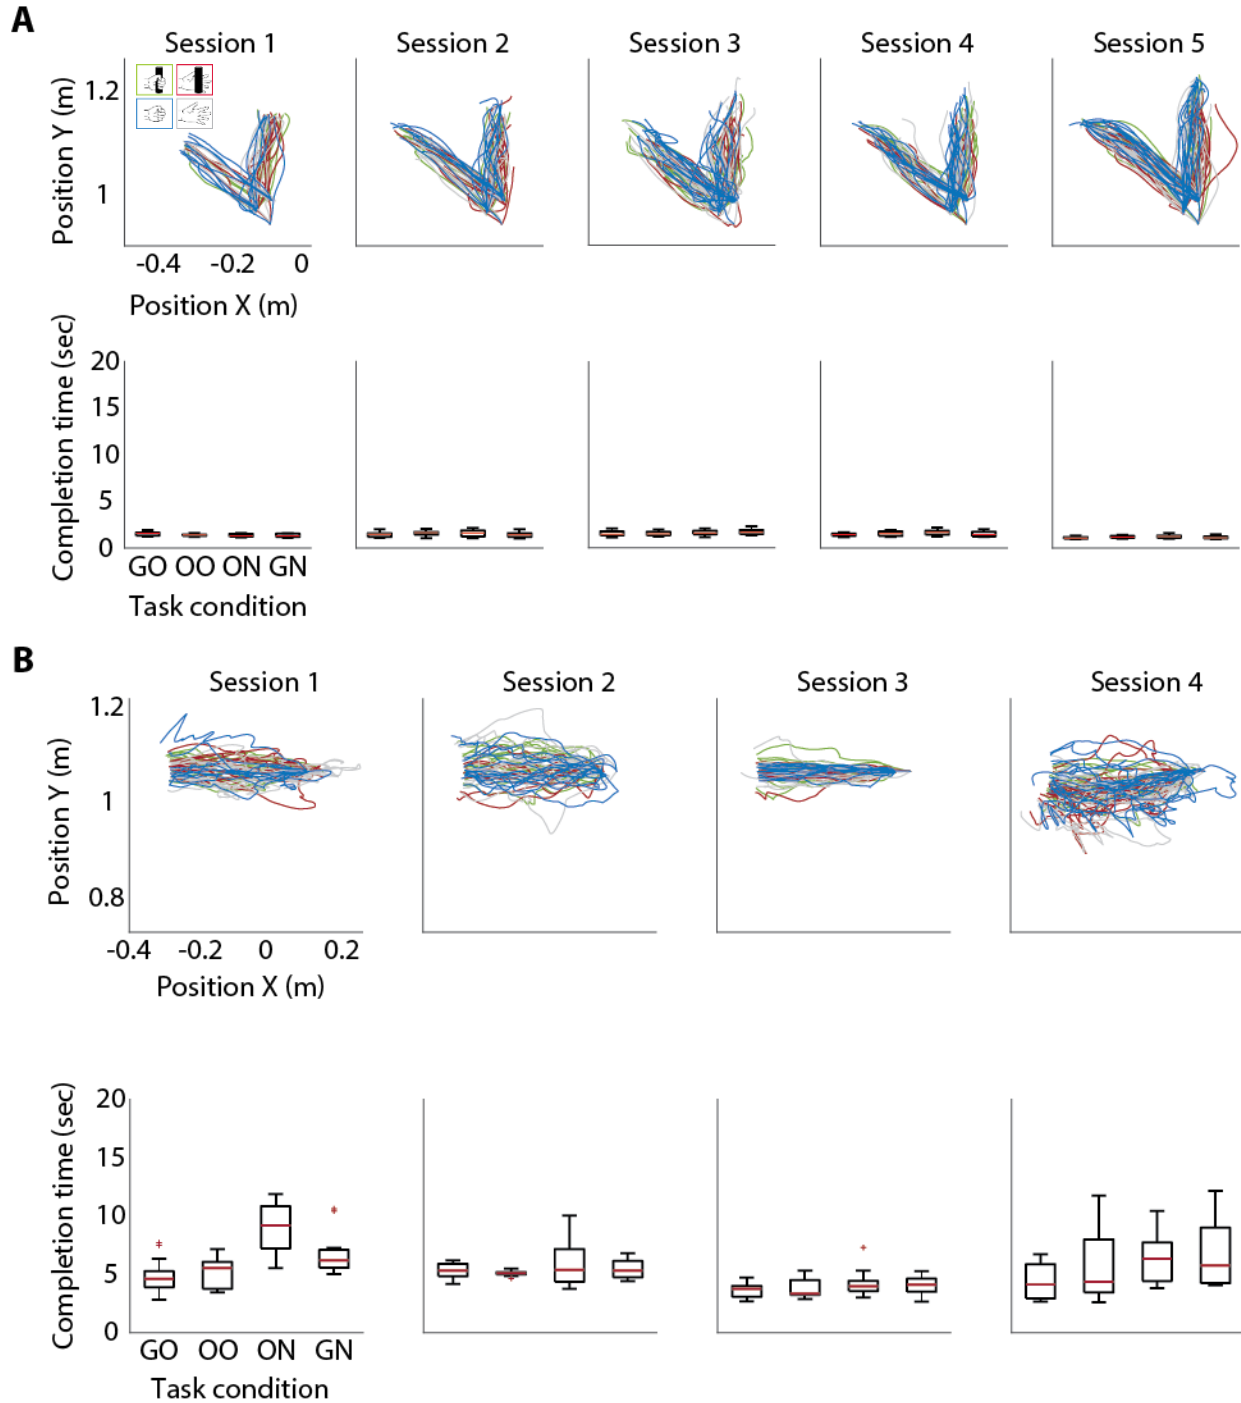 A
Session 1 Session 2 Session 3 Session 4 Session 5
Position Y (m)
1.2
1
-0.4 -0.2 0
Position X (m)
Completion time (sec)
20
15
10
5
0
GO OO ON GN
Task condition
B
Session 1 Session 2 Session 3 Session 4
Position Y (m)
1.2
1
0.8
-0.4 -0.2 0 0.2
Position X (m)
Completion time (sec)
20
15
10
5
0
GO OO ON GN
Task condition